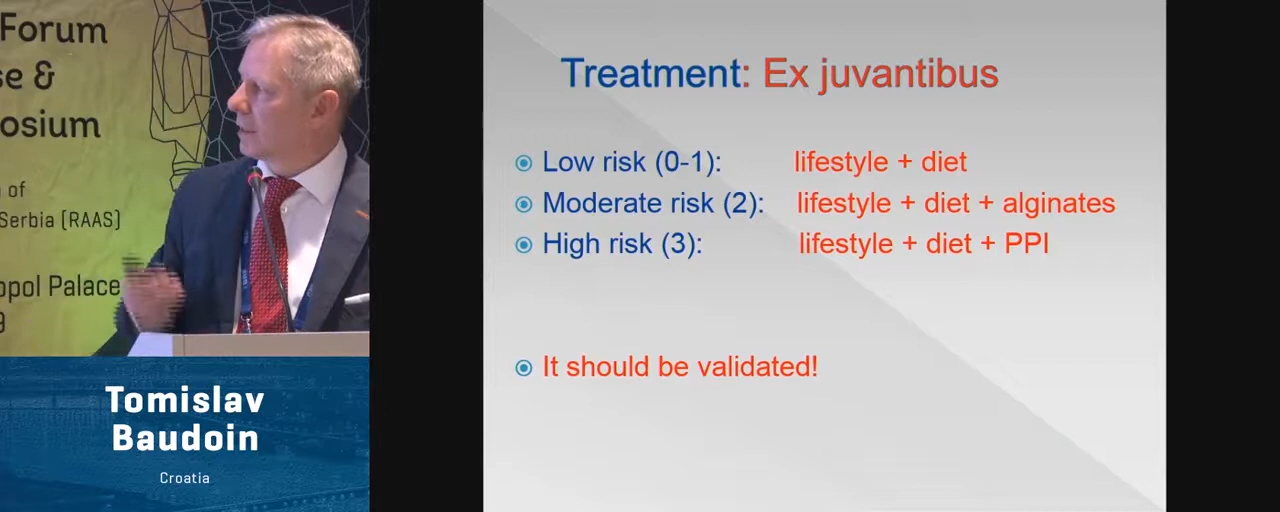 Forum
se &
osium
of
Serbia (RAAS)
opol Palace
9
Tomislav
Baudoin
Croatia
Treatment: Ex juvantibus
Low risk (0-1): lifestyle + diet
Moderate risk (2): lifestyle + diet + alginates
High risk (3): lifestyle + diet + PPI
It should be validated!